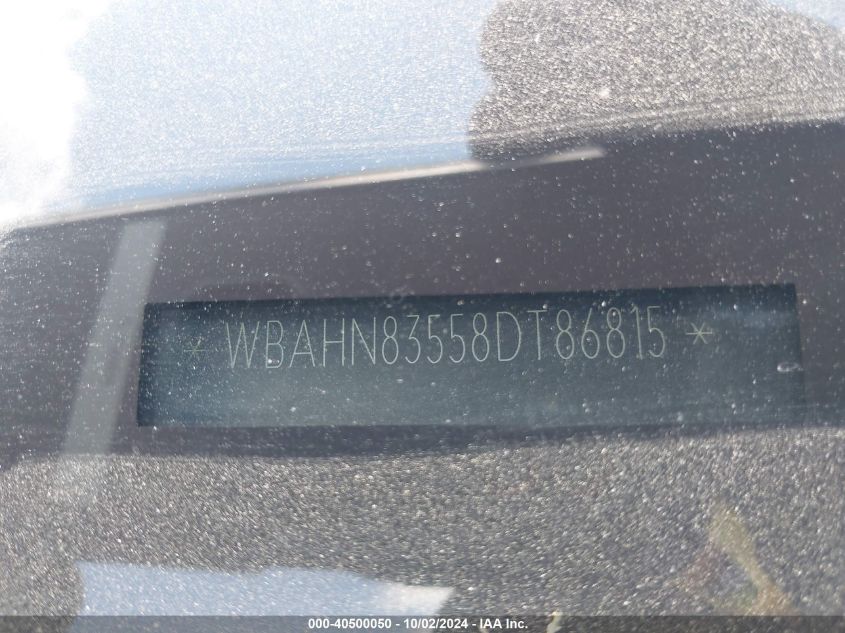 * WBAHN83558DT86815 *
000-40500050 - 10/02/2024 - IAA Inc.